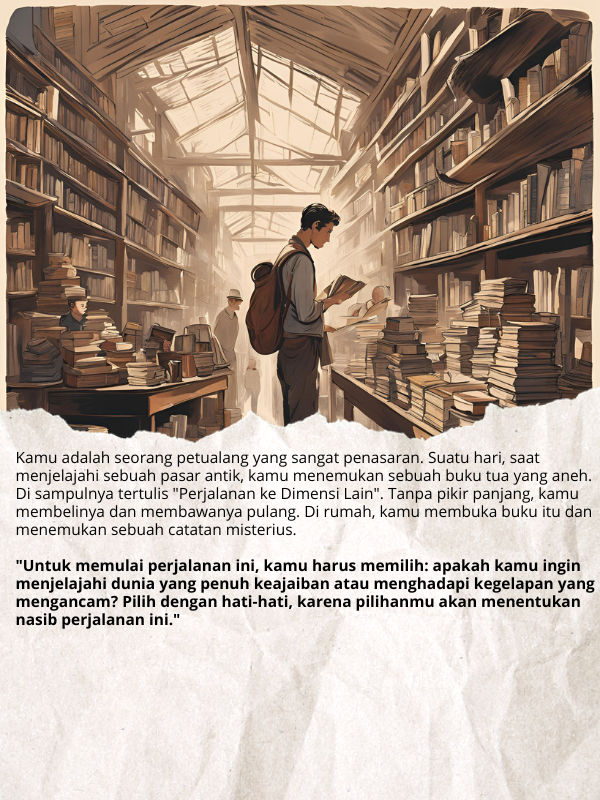 Kamu adalah seorang petualang yang sangat penasaran. Suatu hari, saat
menjelajahi sebuah pasar antik, kamu menemukan sebuah buku tua yang aneh.
Di sampulnya tertulis "Perjalanan ke Dimensi Lain". Tanpa pikir panjang, kamu
membelinya dan membawanya pulang. Di rumah, kamu membuka buku itu dan
menemukan sebuah catatan misterius.
"Untuk memulai perjalanan ini, kamu harus memilih: apakah kamu ingin
menjelajahi dunia yang penuh keajaiban atau menghadapi kegelapan yang
mengancam? Pilih dengan hati-hati, karena pilihanmu akan menentukan
nasib perjalanan ini."